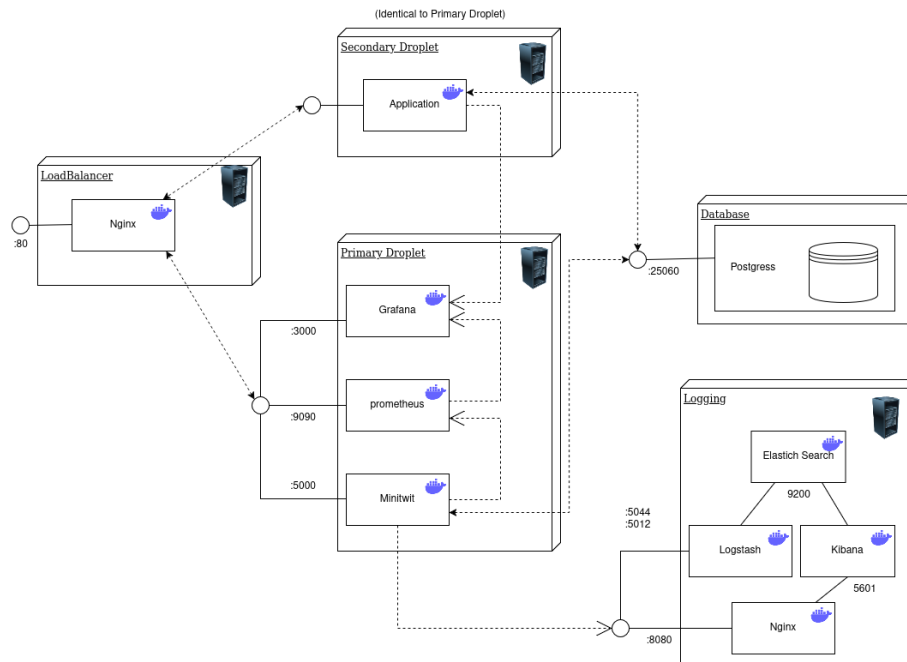 (Identical to Primary Droplet)
Secondary Droplet
Application
LoadBalancer
Nginx
:80
Database
Postgress
:25060
Primary Droplet
Grafana
:3000
prometheus
:9090
:5000
Minitwit
Logging
Elastich Search
9200
:5044
:5012
Logstash
Kibana
5601
:8080
Nginx